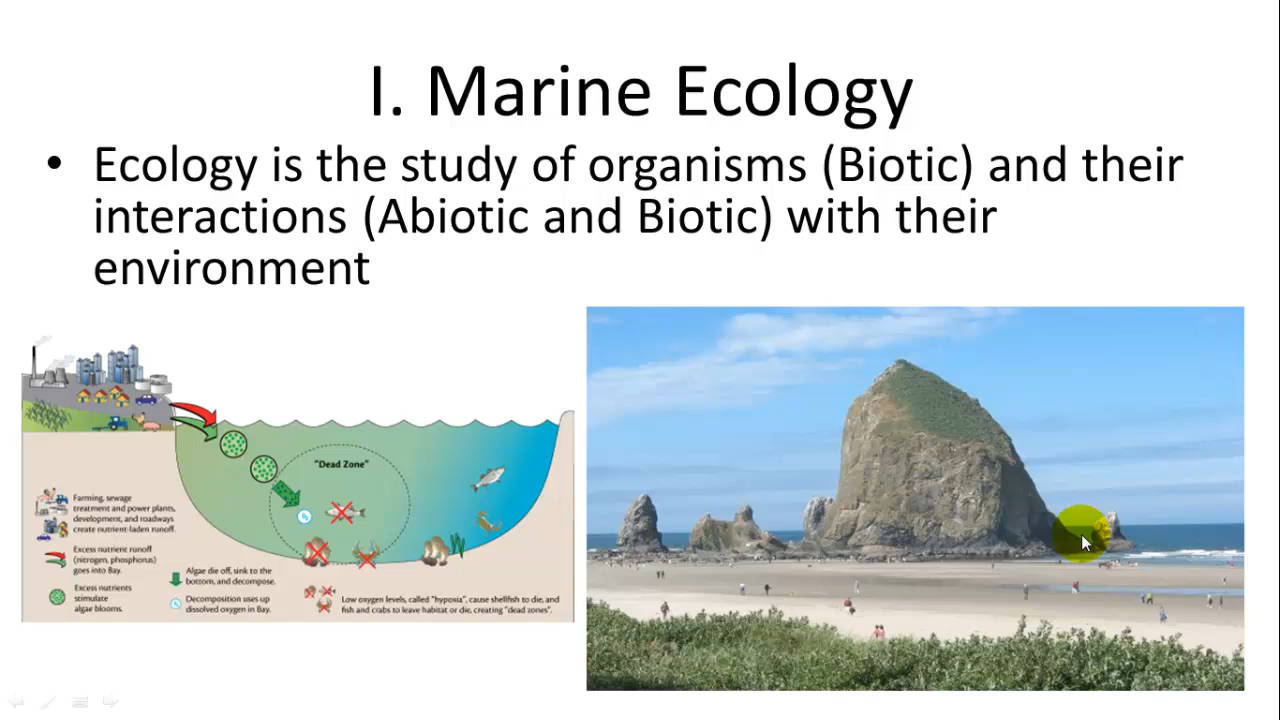 I. Marine Ecology
• Ecology is the study of organisms (Biotic) and their
interactions (Abiotic and Biotic) with their
environment
"Dead Zone"
Farming, sewage
treatment and power plants,
development, and roadways
create nutrient-laden runoff.
Excess nutrient runoff
(nitrogen, phosphorus)
goes into Bay.
Excess nutrients
stimulate
algae blooms.
Algae die off, sink to the
bottom, and decompose.
Decomposition uses up
dissolved oxygen in Bay.
Low oxygen levels, called "hypoxia", cause shellfish to die, and
fish and crabs to leave habitat or die, creating "dead zones".